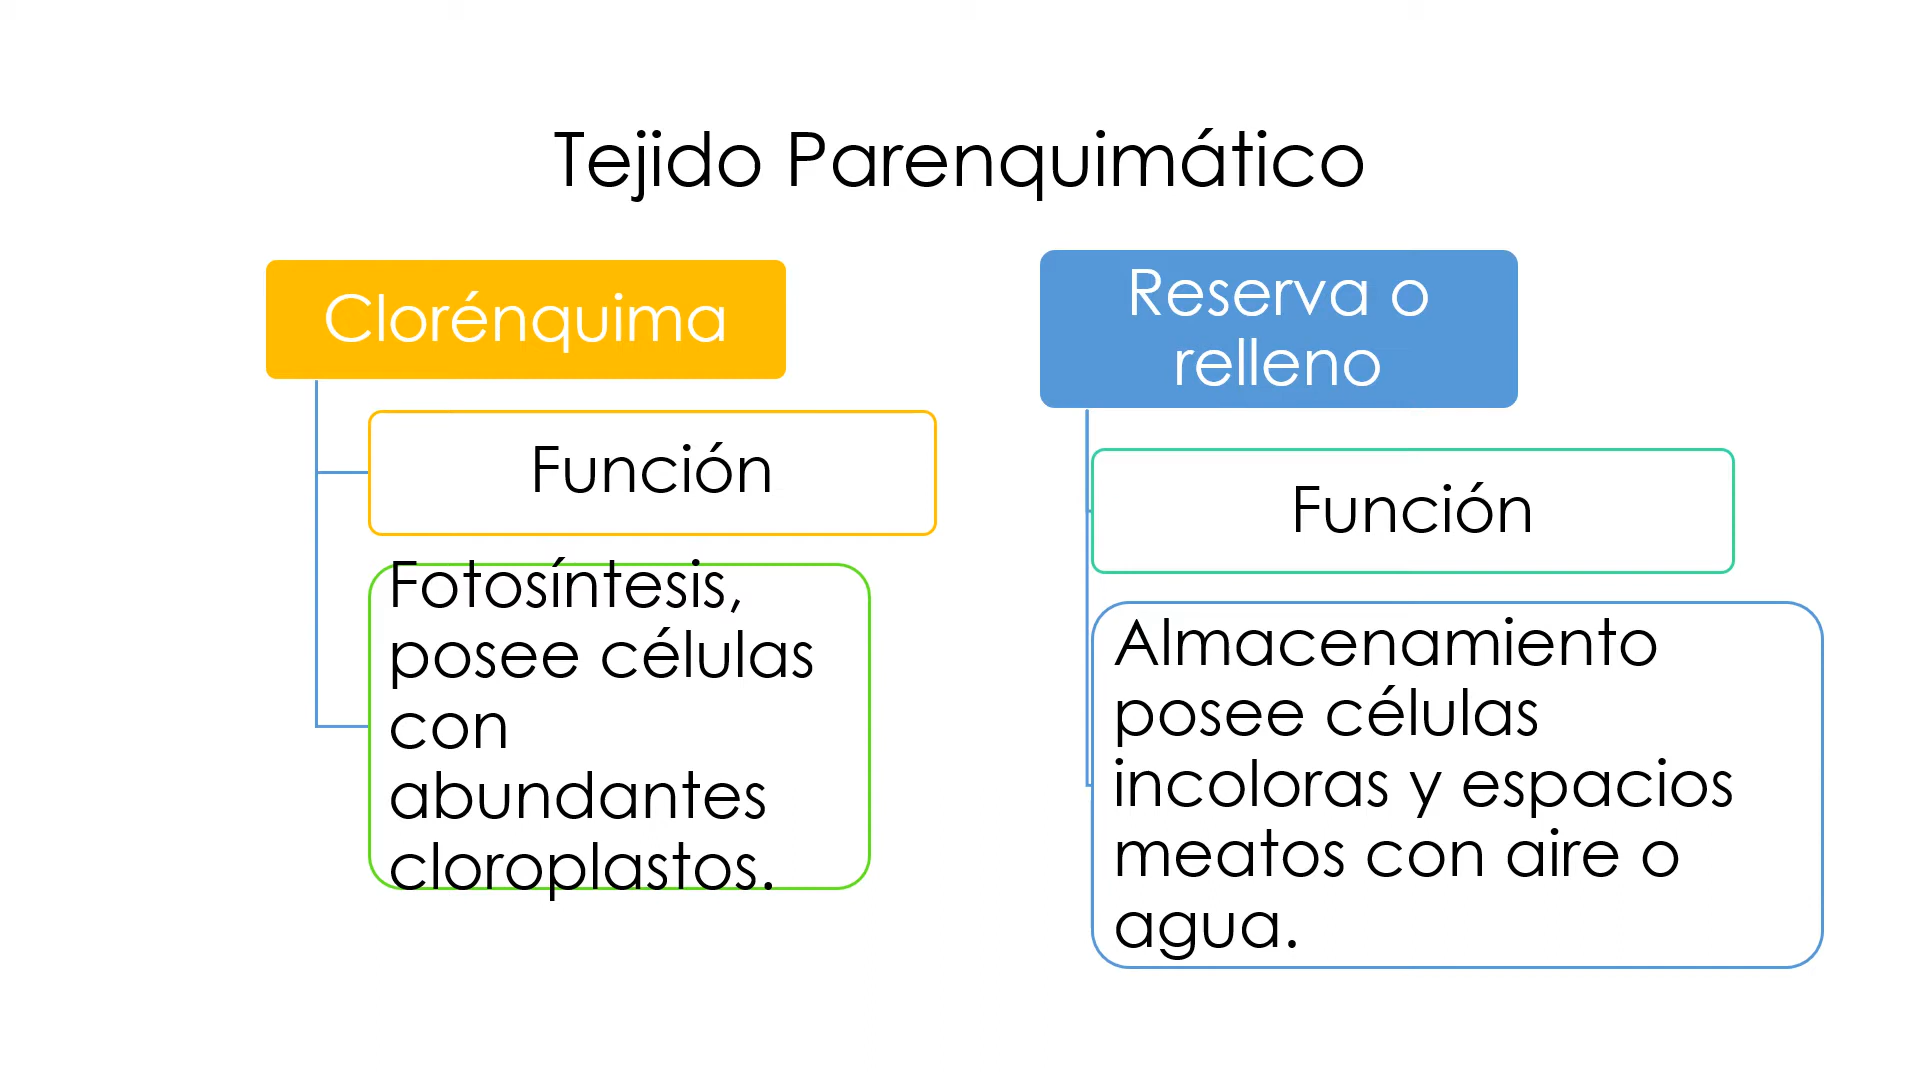 Tejido Parenquimático
Clorénquima
Función
Fotosíntesis,
posee células
con
abundantes
cloroplastos.
Reserva o
relleno
Función
Almacenamiento
posee células
incoloras y espacios
meatos con aire o
agua.